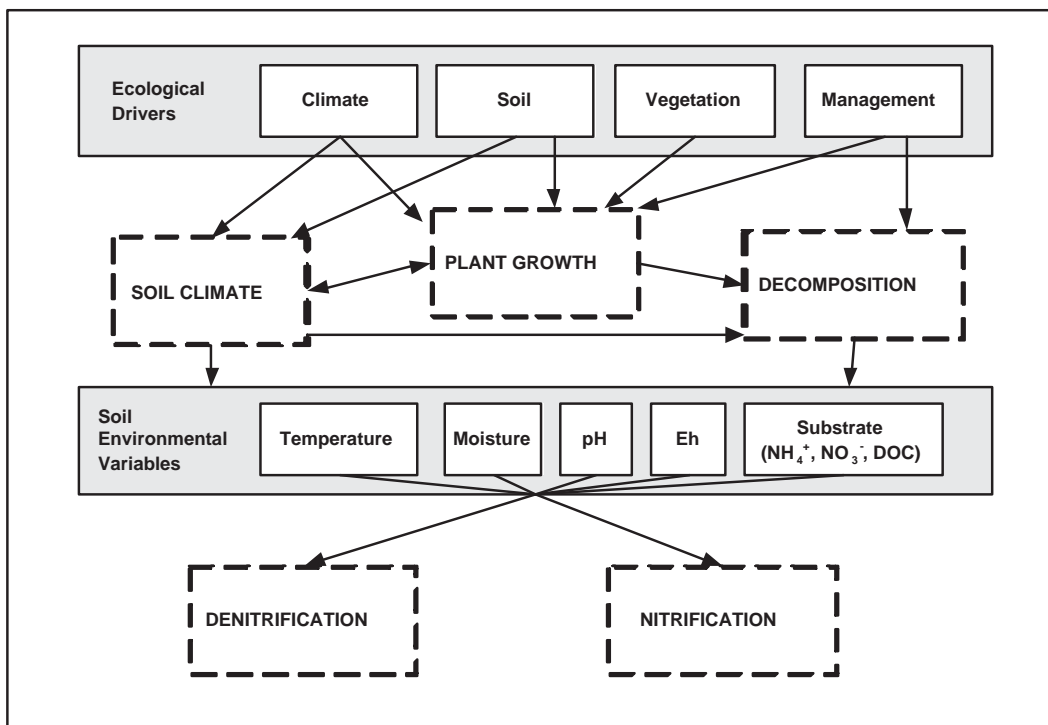 Ecological
Drivers
Climate
Soil
Vegetation
Management
SOIL CLIMATE
PLANT GROWTH
DECOMPOSITION
Soil
Environmental
Variables
Temperature
Moisture
pH
Eh
Substrate
(NH₄⁺, NO₃⁻, DOC)
DENITRIFICATION
NITRIFICATION